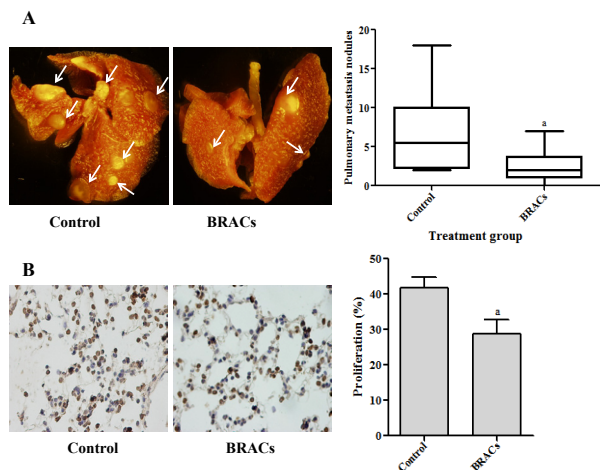 A
Control
BRACs
20
15
10
5
0
Pulmonary metastasis nodules
a
Control
BRACs
Treatment group
B
Control
BRACs
50
40
30
20
10
0
Proliferation (%)
a
Control
BRACs